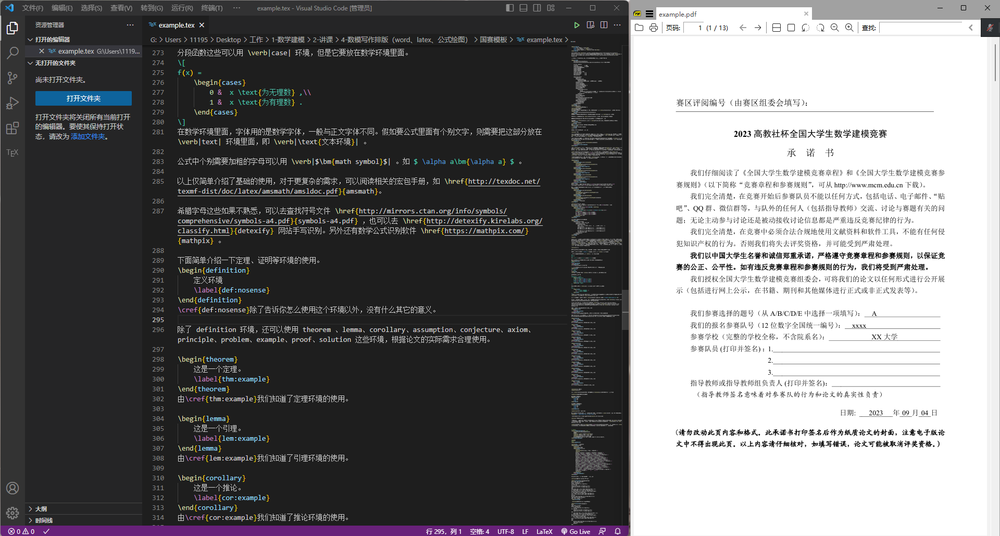 文件(F) 编辑(E) 选择(S) 查看(V) 转到(G) 运行(R) 终端(T) ··· example.tex - Visual Studio Code [管理员]
资源管理器 ···
打开的编辑器
example.tex G:\Users\1119...
无打开的文件夹
尚未打开文件夹。
打开文件夹
打开文件夹将关闭所有当前打开
的编辑器。要使其保持打开状
态，请改为 添加文件夹。
TEX
大纲
时间线
TEX example.tex
G: > Users > 11195 > Desktop > 工作 > 1-数学建模 > 2-讲课 > 4-数模写作排版（word、latex、公式绘图） > 国赛模板 > TEX example.tex > ...
273 分段函数这些可以用 \verb|case| 环境，但是它要放在数学环境里面。
274 \[
275 f(x) =
276 \begin{cases}
277 0 & x \text{为无理数} ,\\
278 1 & x \text{为有理数} .
279 \end{cases}
280 \]
281 在数学环境里面，字体用的是数学字体，一般与正文字体不同。假如要公式里面有个别文字，则需要把这部分放在
\verb|text| 环境里面，即 \verb|\text{文本环境}| 。
282
283 公式中个别需要加粗的字母可以用 \verb|$\bm{math symbol}$| 。如 $ \alpha a\bm{\alpha a} $ 。
284
285 以上仅简单介绍了基础的使用，对于更复杂的需求，可以阅读相关的宏包手册，如 \href{http://texdoc.net/
texmf-dist/doc/latex/amsmath/amsldoc.pdf}{amsmath}。
286
287 希腊字母这些如果不熟悉，可以去查找符号文件 \href{http://mirrors.ctan.org/info/symbols/
comprehensive/symbols-a4.pdf}{symbols-a4.pdf} ，也可以去 \href{http://detexify.kirelabs.org/
classify.html}{detexify} 网站手写识别。另外还有数学公式识别软件 \href{https://mathpix.com/}
{mathpix} 。
288
289 下面简单介绍一下定理、证明等环境的使用。
290 \begin{definition}
291 定义环境
292 \label{def:nosense}
293 \end{definition}
294 \cref{def:nosense}除了告诉你怎么使用这个环境以外，没有什么其它的意义。
295
296 除了 definition 环境，还可以使用 theorem 、lemma、corollary、assumption、conjecture、axiom、
principle、problem、example、proof、solution 这些环境，根据论文的实际需求合理使用。
297
298 \begin{theorem}
299 这是一个定理。
300 \label{thm:example}
301 \end{theorem}
302 由\cref{thm:example}我们知道了定理环境的使用。
303
304 \begin{lemma}
305 这是一个引理。
306 \label{lem:example}
307 \end{lemma}
308 由\cref{lem:example}我们知道了引理环境的使用。
309
310 \begin{corollary}
311 这是一个推论。
312 \label{cor:example}
313 \end{corollary}
314 由\cref{cor:example}我们知道了推论环境的使用。
0 0 行 295，列 1 空格: 4 UTF-8 LF LaTeX Go Live
PDF example.pdf
页码: 1 (1 / 13) 查找:
赛区评阅编号（由赛区组委会填写）：
2023 高教社杯全国大学生数学建模竞赛
承 诺 书
我们仔细阅读了《全国大学生数学建模竞赛章程》和《全国大学生数学建模竞赛参
赛规则》（以下简称“竞赛章程和参赛规则”，可从 http://www.mcm.edu.cn 下载）。
我们完全清楚，在竞赛开始后参赛队员不能以任何方式，包括电话、电子邮件、“贴
吧”、QQ 群、微信群等，与队外的任何人（包括指导教师）交流、讨论与赛题有关的问
题；无论主动参与讨论还是被动接收讨论信息都是严重违反竞赛纪律的行为。
我们完全清楚，在竞赛中必须合法合规地使用文献资料和软件工具，不能有任何侵
犯知识产权的行为。否则我们将失去评奖资格，并可能受到严肃处理。
我们以中国大学生名誉和诚信郑重承诺，严格遵守竞赛章程和参赛规则，以保证竞
赛的公正、公平性。如有违反竞赛章程和参赛规则的行为，我们将受到严肃处理。
我们授权全国大学生数学建模竞赛组委会，可将我们的论文以任何形式进行公开展
示（包括进行网上公示，在书籍、期刊和其他媒体进行正式或非正式发表等）。
我们参赛选择的题号（从 A/B/C/D/E 中选择一项填写）： A
我们的报名参赛队号（12 位数字全国统一编号）： xxxx
参赛学校（完整的学校全称，不含院系名）： XX 大学
参赛队员 (打印并签名)：1.
2.
3.
指导教师或指导教师组负责人 (打印并签名)：
（指导教师签名意味着对参赛队的行为和论文的真实性负责）
日期: 2023 年 09 月 04 日
（请勿改动此页内容和格式。此承诺书打印签名后作为纸质论文的封面，注意电子版论
文中不得出现此页。以上内容请仔细核对，如填写错误，论文可能被取消评奖资格。）